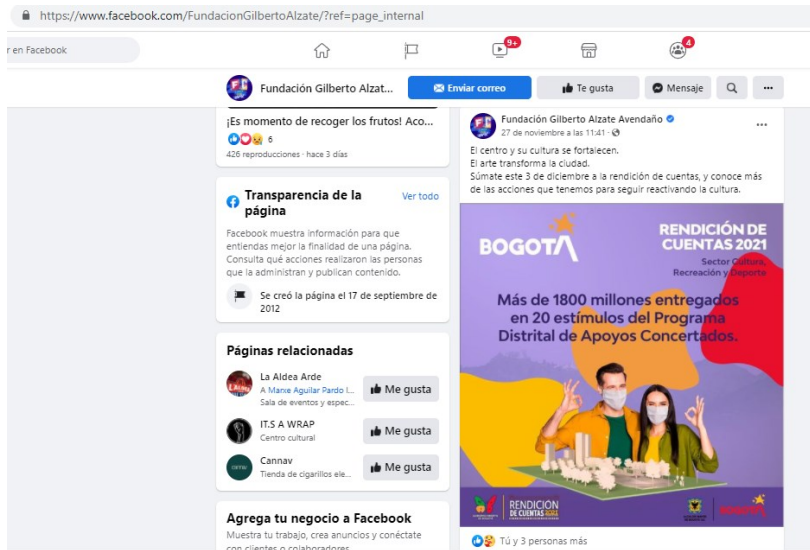 https://www.facebook.com/FundacionGilbertoAlzate/?ref=page_internal
r en Facebook
9+
4
Fundación Gilberto Alzat...
Enviar correo
Te gusta
Mensaje
¡Es momento de recoger los frutos! Aco...
6
426 reproducciones · hace 3 días
Transparencia de la página
Ver todo
Facebook muestra información para que
entiendas mejor la finalidad de una página.
Consulta qué acciones realizaron las personas
que la administran y publican contenido.
Se creó la página el 17 de septiembre de
2012
Páginas relacionadas
La Aldea Arde
A Marxe Aguilar Pardo l...
Sala de eventos y espec...
Me gusta
IT.S A WRAP
Centro cultural
Me gusta
Cannav
Tienda de cigarillos ele...
Me gusta
Agrega tu negocio a Facebook
Muestra tu trabajo, crea anuncios y conéctate
con clientes o colaboradores
Fundación Gilberto Alzate Avendaño
27 de noviembre a las 11:41 ·
El centro y su cultura se fortalecen.
El arte transforma la ciudad.
Súmate este 3 de diciembre a la rendición de cuentas, y conoce más
de las acciones que tenemos para seguir reactivando la cultura.
BOGOTÁ
RENDICIÓN DE
CUENTAS 2021
Sector Cultura,
Recreación y Deporte
Más de 1800 millones entregados
en 20 estímulos del Programa
Distrital de Apoyos Concertados.
RENDICION
DE CUENTAS 2021
BOGOTÁ
Tú y 3 personas más